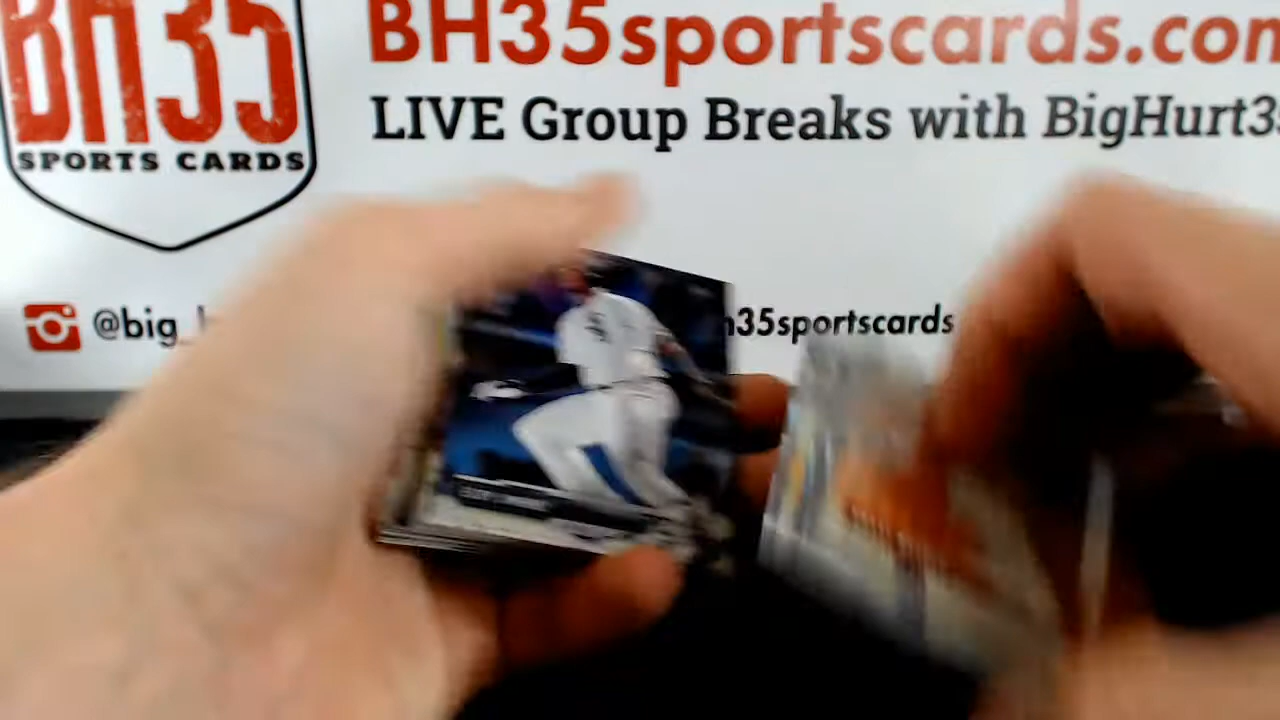 BH35
SPORTS CARDS
BH35sportscards.com
LIVE Group Breaks with BigHurt3
@big_
h35sportscards